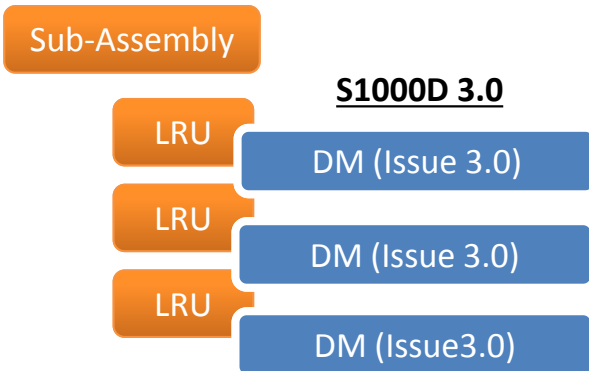 Sub-Assembly
S1000D 3.0
LRU
DM (Issue 3.0)
LRU
DM (Issue 3.0)
LRU
DM (Issue3.0)